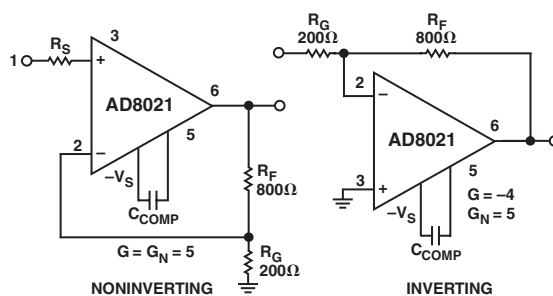 3
R_S
1
+
AD8021
6
2
−
5
−V_S
C_COMP
R_F
800Ω
R_G
200Ω
G = G_N = 5
NONINVERTING
R_G
200Ω
R_F
800Ω
2
−
AD8021
6
3
+
5
−V_S
C_COMP
G = −4
G_N = 5
INVERTING